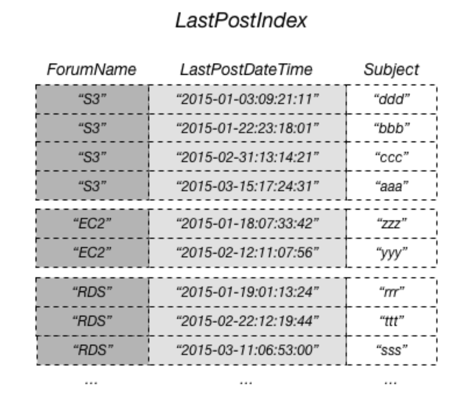 LastPostIndex
ForumName LastPostDateTime Subject
“S3” “2015-01-03:09:21:11” “ddd”
“S3” “2015-01-22:23:18:01” “bbb”
“S3” “2015-02-31:13:14:21” “ccc”
“S3” “2015-03-15:17:24:31” “aaa”
“EC2” “2015-01-18:07:33:42” “zzz”
“EC2” “2015-02-12:11:07:56” “yyy”
“RDS” “2015-01-19:01:13:24” “rrr”
“RDS” “2015-02-22:12:19:44” “ttt”
“RDS” “2015-03-11:06:53:00” “sss”
... ... ...